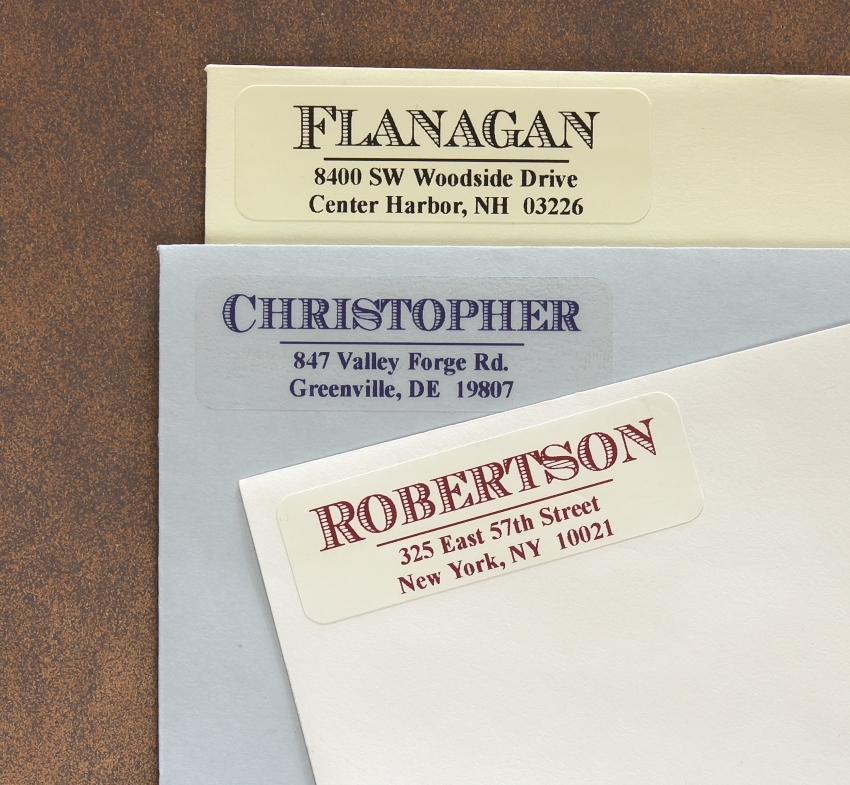 FLANAGAN
8400 SW Woodside Drive
Center Harbor, NH 03226
CHRISTOPHER
847 Valley Forge Rd.
Greenville, DE 19807
ROBERTSON
325 East 57th Street
New York, NY 10021